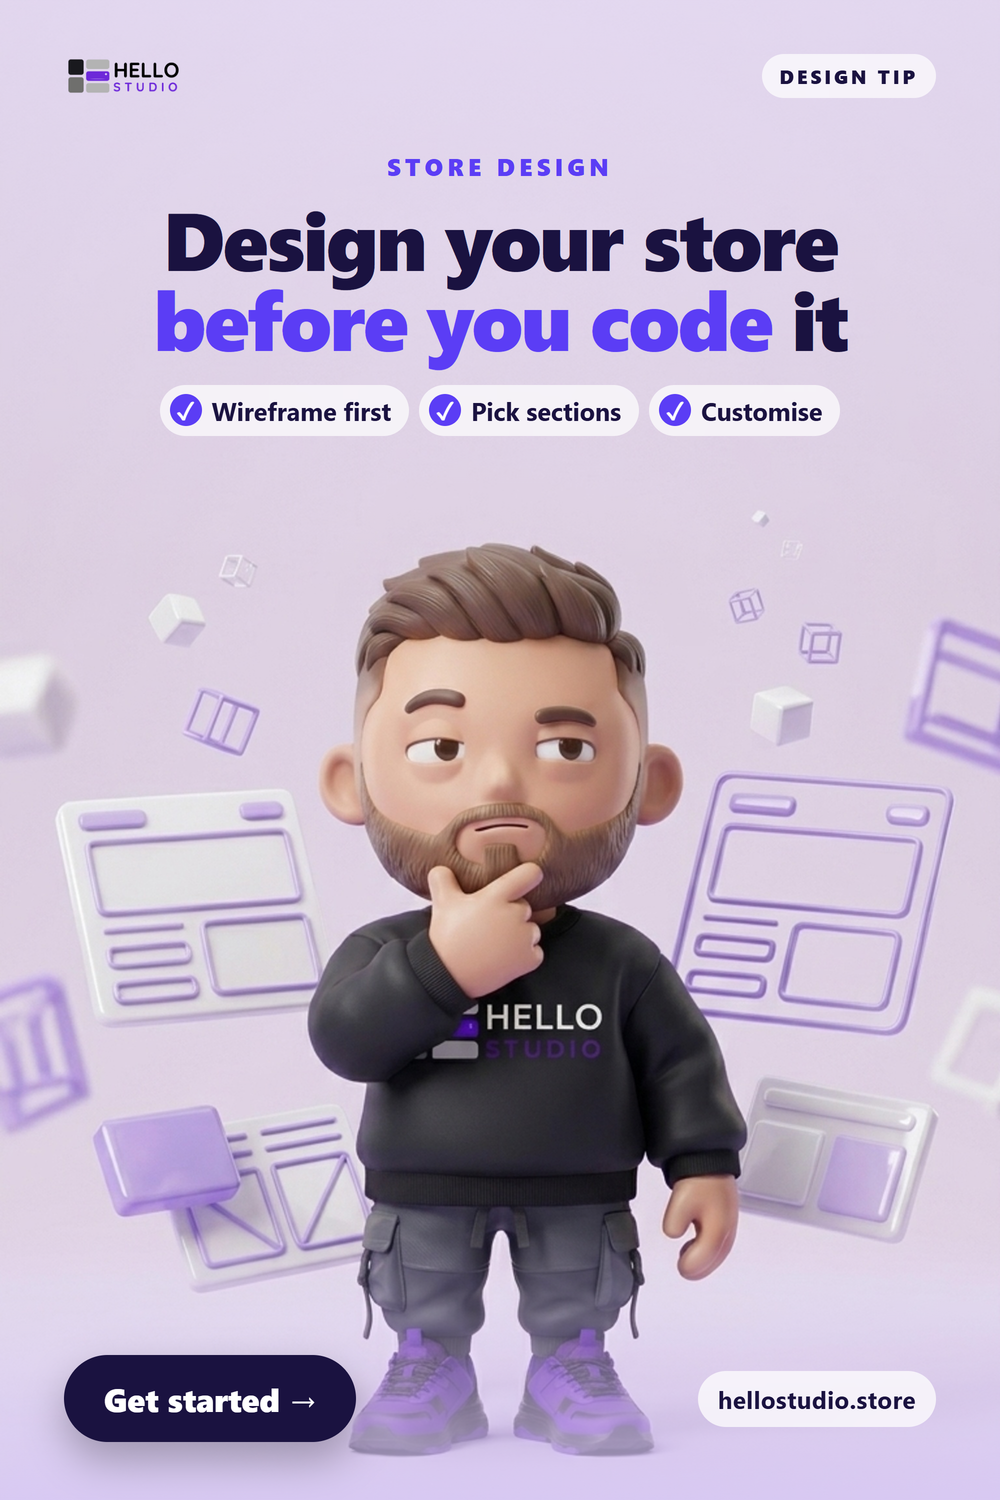 HELLO
STUDIO
DESIGN TIP
STORE DESIGN
Design your store
before you code it
Wireframe first
Pick sections
Customise
HELLO
STUDIO
Get started →
hellostudio.store